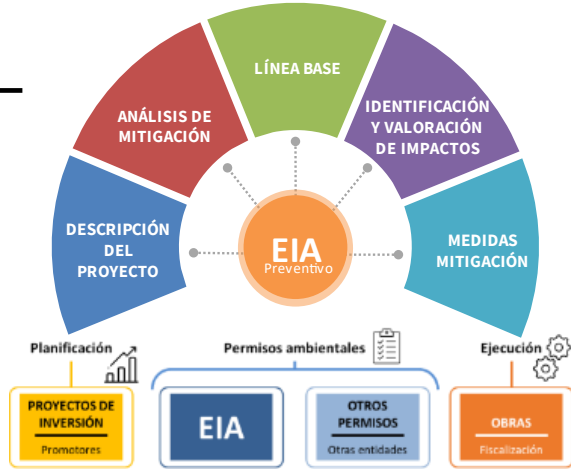 LÍNEA BASE
ANÁLISIS DE
MITIGACIÓN
IDENTIFICACIÓN
Y VALORACIÓN
DE IMPACTOS
DESCRIPCIÓN
DEL
PROYECTO
EIA
Preventivo
MEDIDAS
MITIGACIÓN
Planificación
Permisos ambientales
Ejecución
PROYECTOS DE
INVERSIÓN
Promotores
EIA
OTROS
PERMISOS
Otras entidades
OBRAS
Fiscalización